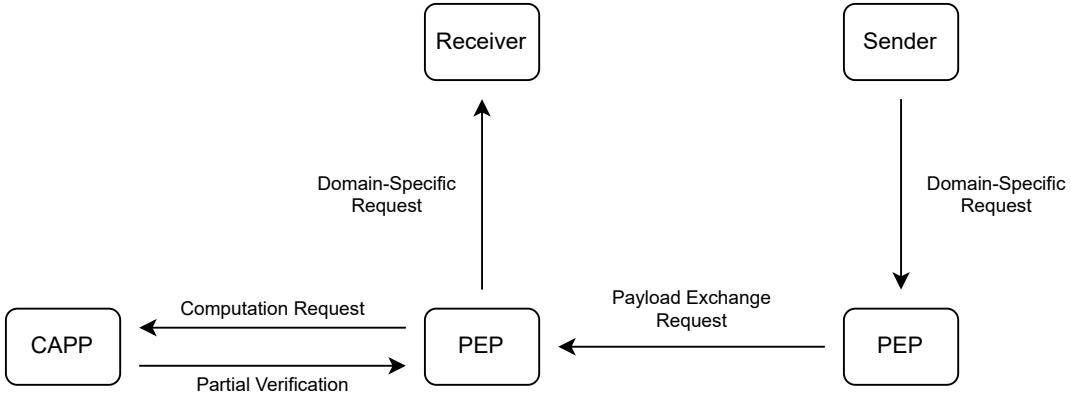 Receiver
Sender
Domain-Specific
Request
Domain-Specific
Request
Computation Request
Payload Exchange
Request
CAPP
PEP
PEP
Partial Verification